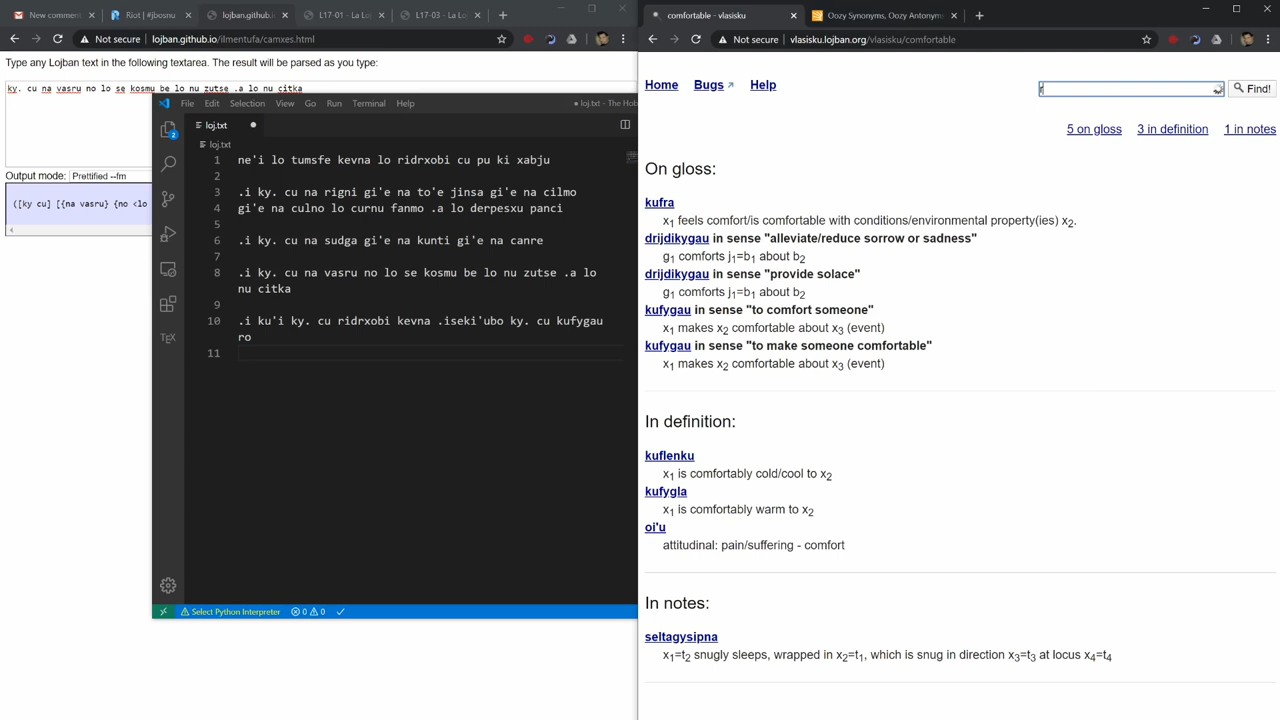 New comment
Riot | #jbosnu
lojban.github.
L17-01 - La Lo
L17-03 - La Lo
Not secure
lojban.github.io/ilmentufa/camxes.html
Type any Lojban text in the following textarea. The result will be parsed as you type:
ky. cu na vasru no lo se kosmu be lo nu zutse .a lo nu citka
Output mode: Prettified --fm
([ky cu] [{na vasru} {no <lo
File Edit Selection View Go Run Terminal Help
● loj.txt - The Ho
loj.txt
loj.txt
1 ne'i lo tumsfe kevna lo ridrxobi cu pu ki xabju
2
3 .i ky. cu na rigni gi'e na to'e jinsa gi'e na cilmo
4 gi'e na culno lo curnu fanmo .a lo derpesxu panci
5
6 .i ky. cu na sudga gi'e na kunti gi'e na canre
7
8 .i ky. cu na vasru no lo se kosmu be lo nu zutse .a lo
nu citka
9
10 .i ku'i ky. cu ridrxobi kevna .iseki'ubo ky. cu kufygau
ro
11
2
TEX
Select Python Interpreter 0 0
comfortable - vlasisku
Oozy Synonyms, Oozy Antonyms
Not secure
vlasisku.lojban.org/vlasisku/comfortable
Home Bugs Help
Find!
5 on gloss 3 in definition 1 in notes
On gloss:
kufra
x1 feels comfort/is comfortable with conditions/environmental property(ies) x2.
drijdikygau in sense "alleviate/reduce sorrow or sadness"
g1 comforts j1=b1 about b2
drijdikygau in sense "provide solace"
g1 comforts j1=b1 about b2
kufygau in sense "to comfort someone"
x1 makes x2 comfortable about x3 (event)
kufygau in sense "to make someone comfortable"
x1 makes x2 comfortable about x3 (event)
In definition:
kuflenku
x1 is comfortably cold/cool to x2
kufygla
x1 is comfortably warm to x2
oi'u
attitudinal: pain/suffering - comfort
In notes:
seltagysipna
x1=t2 snugly sleeps, wrapped in x2=t1, which is snug in direction x3=t3 at locus x4=t4